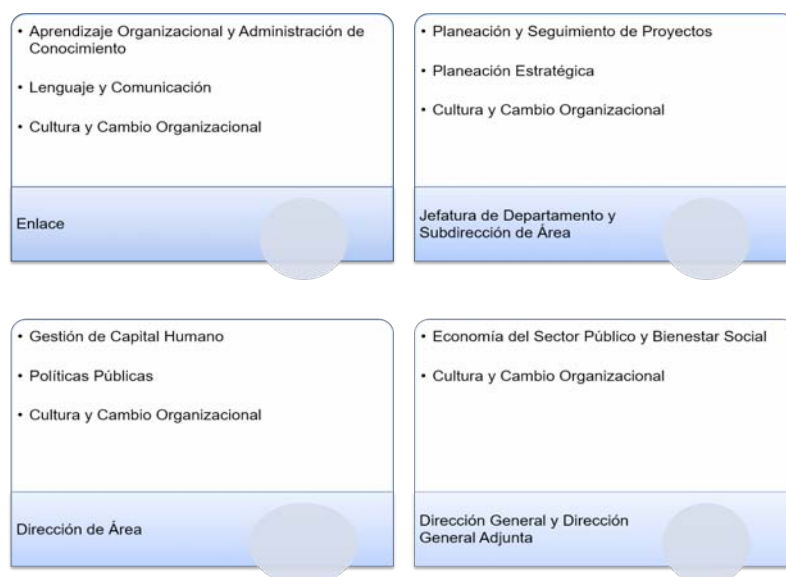 • Aprendizaje Organizacional y Administración de
Conocimiento
• Lenguaje y Comunicación
• Cultura y Cambio Organizacional
Enlace
• Planeación y Seguimiento de Proyectos
• Planeación Estratégica
• Cultura y Cambio Organizacional
Jefatura de Departamento y
Subdirección de Área
• Gestión de Capital Humano
• Políticas Públicas
• Cultura y Cambio Organizacional
Dirección de Área
• Economía del Sector Público y Bienestar Social
• Cultura y Cambio Organizacional
Dirección General y Dirección
General Adjunta